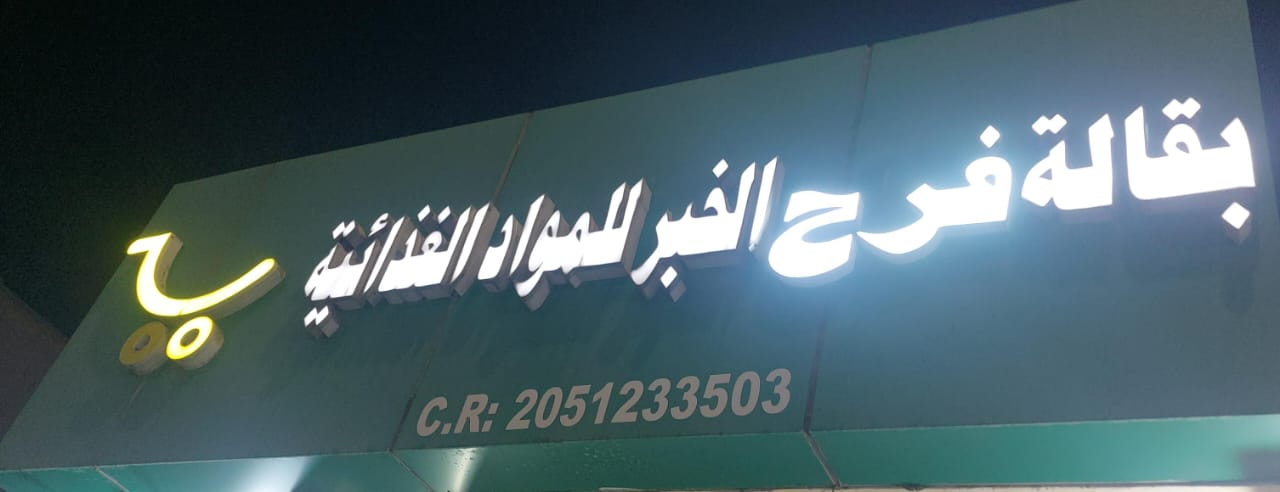 بقالة فرح الخبر للمواد الغذائية
C.R: 2051233503